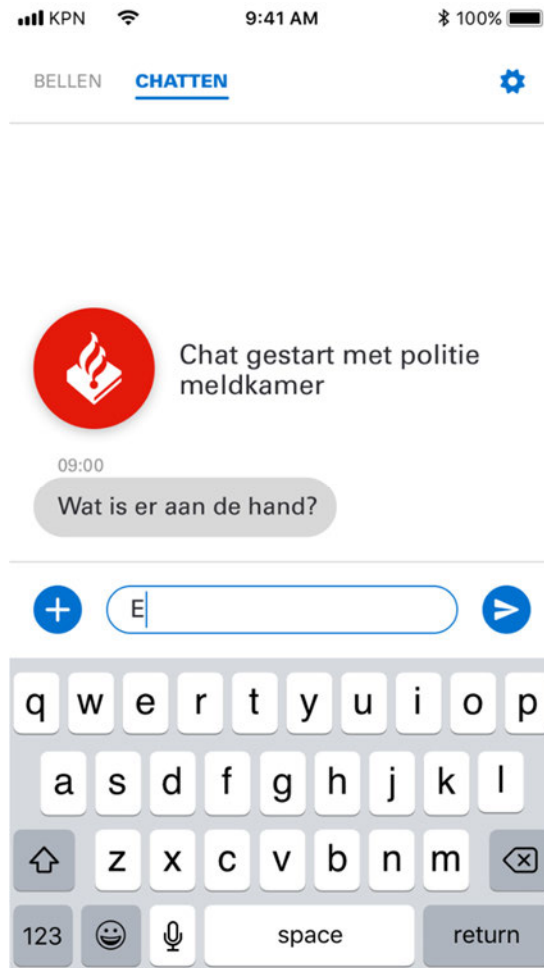 KPN 9:41 AM 100%
BELLEN CHATTEN
Chat gestart met politie
meldkamer
09:00
Wat is er aan de hand?
E
q w e r t y u i o p
a s d f g h j k l
z x c v b n m
123 space return